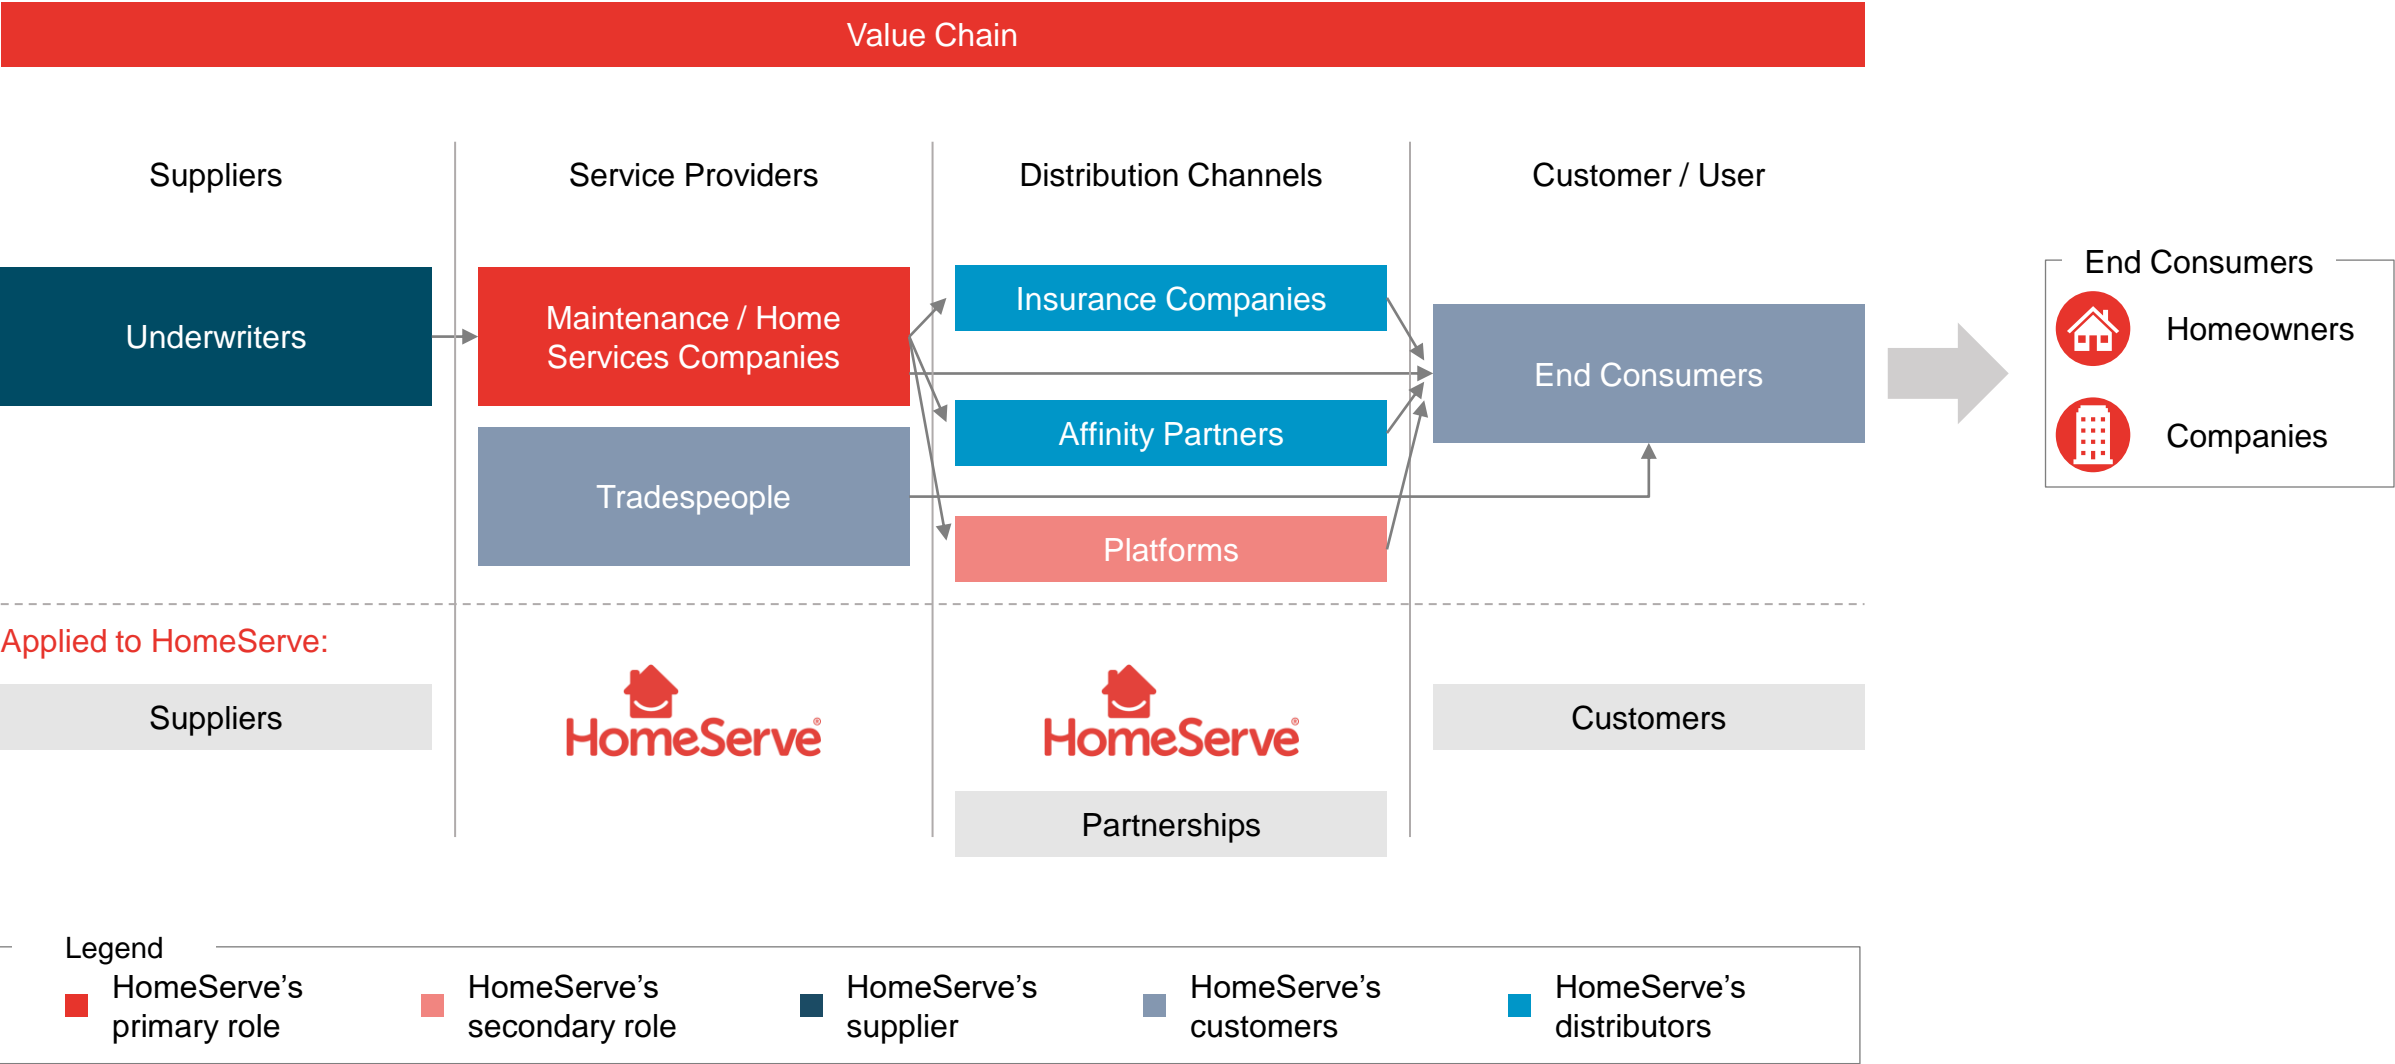 Value Chain
Suppliers
Service Providers
Distribution Channels
Customer / User
Underwriters
Maintenance / Home
Services Companies
Tradespeople
Insurance Companies
Affinity Partners
Platforms
End Consumers
End Consumers
Homeowners
Companies
Applied to HomeServe:
Suppliers
HomeServe®
HomeServe®
Partnerships
Customers
Legend
HomeServe’s
primary role
HomeServe’s
secondary role
HomeServe’s
supplier
HomeServe’s
customers
HomeServe’s
distributors